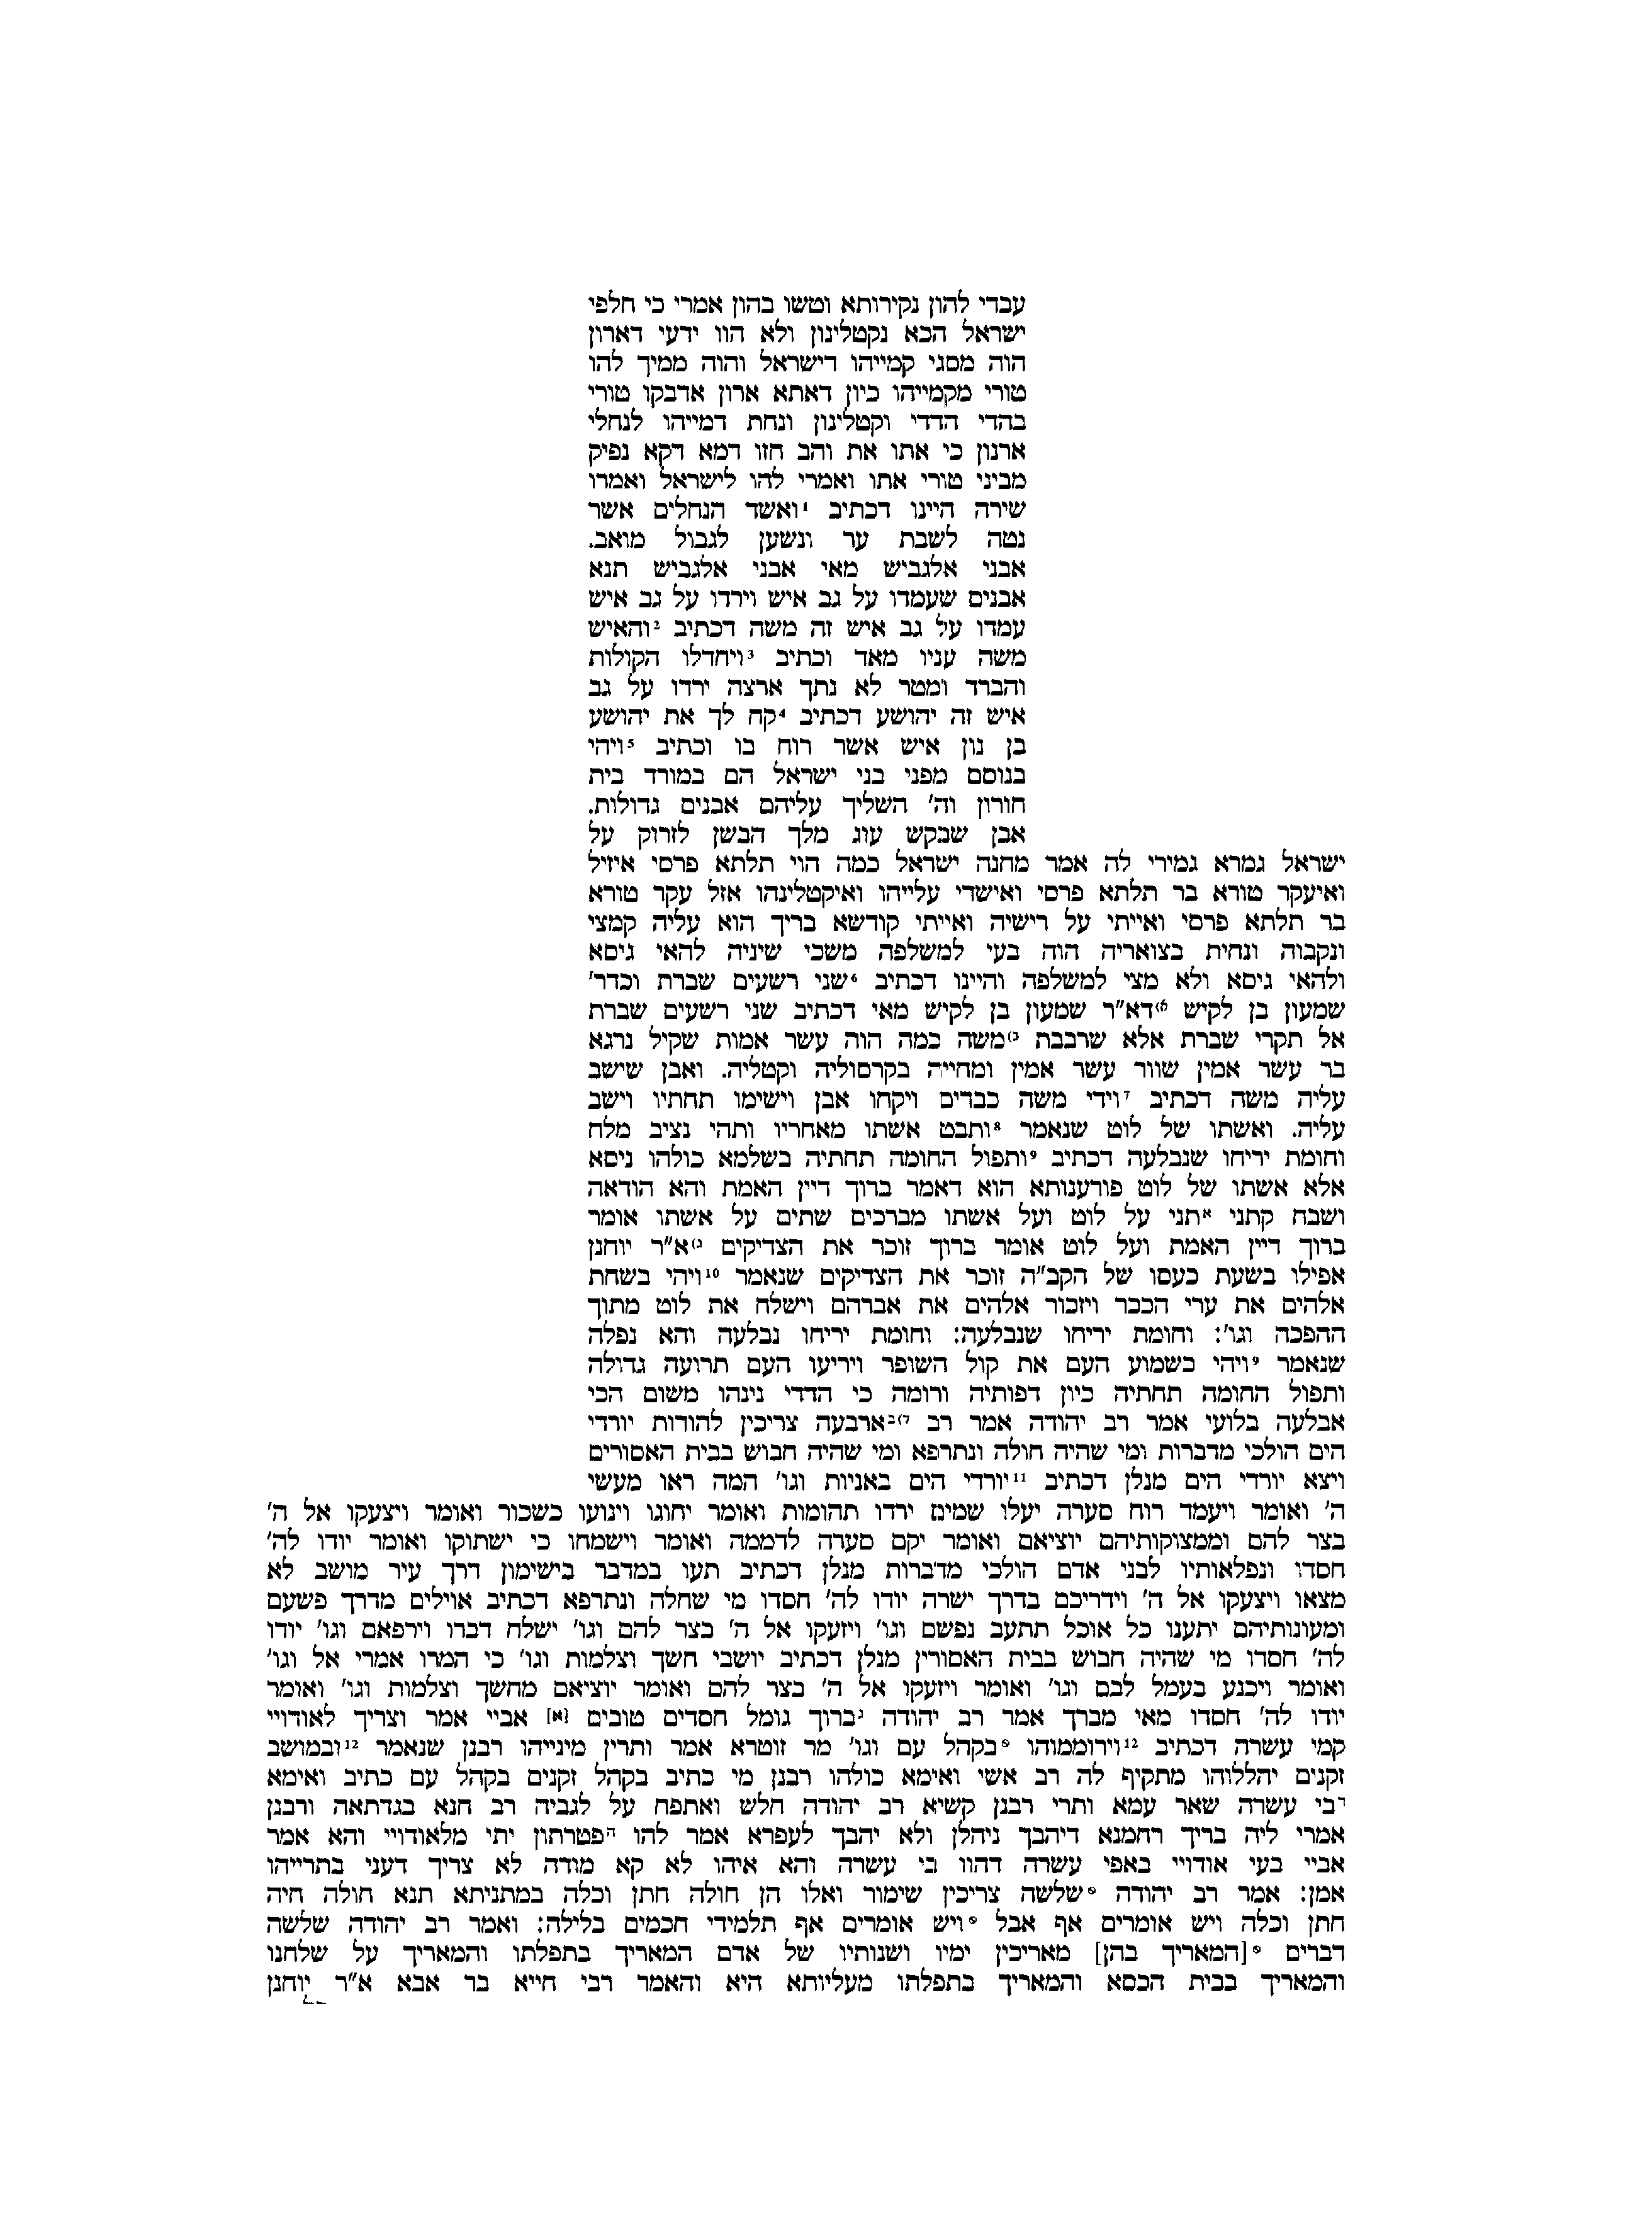 עבדי להון נקירותא וטשו בהון אמרי כי חלפי
ישראל הכא נקטלינון ולא הוו ידעי דארון
הוה מסגי קמייהו דישראל והוה ממיך להו
טורי מקמייהו כיון דאתא ארון אדבקו טורי
בהדי הדדי וקטלינון ונחת דמייהו לנחלי
ארנון כי אתו את והב חזו דמא דקא נפיק
מביני טורי אתו ואמרי להו לישראל ואמרו
שירה היינו דכתיב ¹ואשד הנחלים אשר
נטה לשבת ער ונשען לגבול מואב.
אבני אלגביש מאי אבני אלגביש תנא
אבנים שעמדו על גב איש וירדו על גב איש
עמדו על גב איש זה משה דכתיב ²והאיש
משה עניו מאד וכתיב ³ויחדלו הקולות
והברד ומטר לא נתך ארצה ירדו על גב
איש זה יהושע דכתיב ⁴קח לך את יהושע
בן נון איש אשר רוח בו וכתיב ⁵ויהי
בנוסם מפני בני ישראל הם במורד בית
חורון וה' השליך עליהם אבנים גדולות.
אבן שבקש עוג מלך הבשן לזרוק על
ישראל גמרא גמירי לה אמר מחנה ישראל כמה הוי תלתא פרסי איזיל
ואיעקר טורא בר תלתא פרסי ואישדי עלייהו ואיקטלינהו אזל עקר טורא
בר תלתא פרסי ואייתי על רישיה ואייתי קודשא בריך הוא עליה קמצי
ונקבוה ונחית בצואריה הוה בעי למשלפה משכי שיניה להאי גיסא
ולהאי גיסא ולא מצי למשלפה והיינו דכתיב ⁶שני רשעים שברת וכדר'
שמעון בן לקיש א)דא"ר שמעון בן לקיש מאי דכתיב שני רשעים שברת
אל תקרי שברת אלא שרבבת ב)משה כמה הוה עשר אמות שקיל נרגא
בר עשר אמין שוור עשר אמין ומחייה בקרסוליה וקטליה. ואבן שישב
עליה משה דכתיב ⁷וידי משה כבדים ויקחו אבן וישימו תחתיו וישב
עליה. ואשתו של לוט שנאמר ⁸ותבט אשתו מאחריו ותהי נציב מלח
וחומת יריחו שנבלעה דכתיב ⁹ותפול החומה תחתיה בשלמא כולהו ניסא
אלא אשתו של לוט פורענותא הוא דאמר ברוך דיין האמת והא הודאה
ושבח קתני אתני על לוט ועל אשתו מברכים שתים על אשתו אומר
ברוך דיין האמת ועל לוט אומר ברוך זוכר את הצדיקים ג)א"ר יוחנן
אפילו בשעת כעסו של הקב"ה זוכר את הצדיקים שנאמר ¹⁰ויהי בשחת
אלהים את ערי הככר ויזכור אלהים את אברהם וישלח את לוט מתוך
ההפכה וגו': וחומת יריחו שנבלעה: וחומת יריחו נבלעה והא נפלה
שנאמר ⁹ויהי כשמוע העם את קול השופר ויריעו העם תרועה גדולה
ותפול החומה תחתיה כיון דפותיה ורומה כי הדדי נינהו משום הכי
אבלעה בלועי אמר רב יהודה אמר רב ד)בארבעה צריכין להודות יורדי
הים הולכי מדברות ומי שהיה חולה ונתרפא ומי שהיה חבוש בבית האסורים
ויצא יורדי הים מנלן דכתיב ¹¹יורדי הים באניות וגו' המה ראו מעשי
ה' ואומר ויעמד רוח סערה יעלו שמים ירדו תהומות ואומר יחוגו וינועו כשכור ואומר ויצעקו אל ה'
בצר להם וממצוקותיהם יוציאם ואומר יקם סערה לדממה ואומר וישמחו כי ישתוקו ואומר יודו לה'
חסדו ונפלאותיו לבני אדם הולכי מדברות מנלן דכתיב תעו במדבר בישימון דרך עיר מושב לא
מצאו ויצעקו אל ה' וידריכם בדרך ישרה יודו לה' חסדו מי שחלה ונתרפא דכתיב אוילים מדרך פשעם
ומעונותיהם יתענו כל אוכל תתעב נפשם וגו' ויזעקו אל ה' בצר להם וגו' ישלח דברו וירפאם וגו' יודו
לה' חסדו מי שהיה חבוש בבית האסורין מנלן דכתיב יושבי חשך וצלמות וגו' כי המרו אמרי אל וגו'
ואומר ויכנע בעמל לבם וגו' ואומר ויזעקו אל ה' בצר להם ואומר יוציאם מחשך וצלמות וגו' ואומר
יודו לה' חסדו מאי מברך אמר רב יהודה גברוך גומל חסדים טובים [א] אביי אמר וצריך לאודויי
קמי עשרה דכתיב ¹²וירוממוהו ᵒבקהל עם וגו' מר זוטרא אמר ותרין מינייהו רבנן שנאמר ¹²ובמושב
זקנים יהללוהו מתקיף לה רב אשי ואימא כולהו רבנן מי כתיב בקהל זקנים בקהל עם כתיב ואימא
דבי עשרה שאר עמא ותרי רבנן קשיא רב יהודה חלש ואתפח על לגביה רב חנא בגדתאה ורבנן
אמרי ליה בריך רחמנא דיהבך ניהלן ולא יהבך לעפרא אמר להו הפטרתון יתי מלאודויי והא אמר
אביי בעי אודויי באפי עשרה דהוו בי עשרה והא איהו לא קא מודה לא צריך דעני בתרייהו
אמן: אמר רב יהודה ᵒשלשה צריכין שימור ואלו הן חולה חתן וכלה במתניתא תנא חולה חיה
חתן וכלה ויש אומרים אף אבל ᵒויש אומרים אף תלמידי חכמים בלילה: ואמר רב יהודה שלשה
דברים ᵒ[המאריך בהן] מאריכין ימיו ושנותיו של אדם המאריך בתפלתו והמאריך על שלחנו
והמאריך בבית הכסא והמאריך בתפלתו מעליותא היא והאמר רבי חייא בר אבא א"ר יוחנן